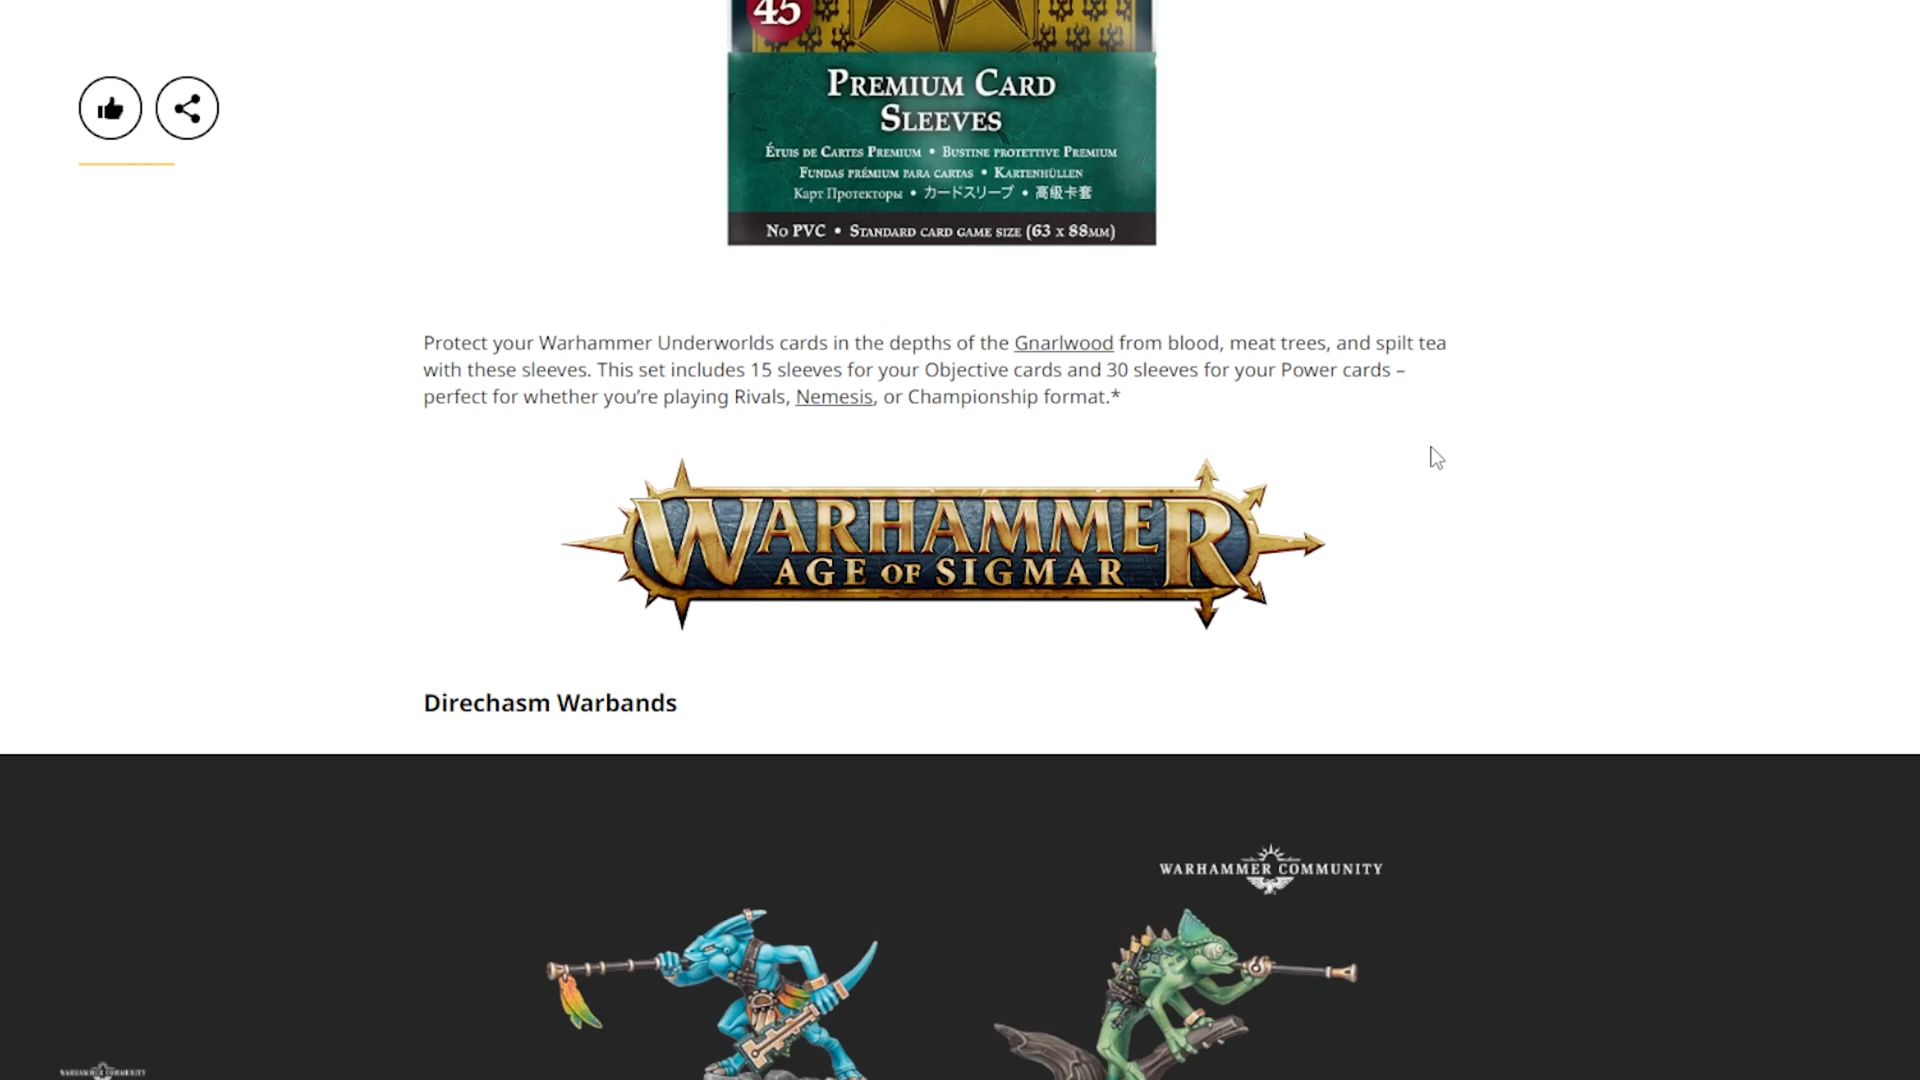 45
PREMIUM CARD
SLEEVES
ÉTUIS DE CARTES PREMIUM • BUSTINE PROTETTIVE PREMIUM
FUNDAS PRÉMIUM PARA CARTAS • KARTENHÜLLEN
Карт Протекторы • カードスリーブ • 高級卡套
NO PVC • STANDARD CARD GAME SIZE (63 X 88MM)
Protect your Warhammer Underworlds cards in the depths of the Gnarlwood from blood, meat trees, and spilt tea
with these sleeves. This set includes 15 sleeves for your Objective cards and 30 sleeves for your Power cards –
perfect for whether you’re playing Rivals, Nemesis, or Championship format.*
WARHAMMER
AGE OF SIGMAR
Direchasm Warbands
WARHAMMER COMMUNITY
WARHAMMER COMMUNITY